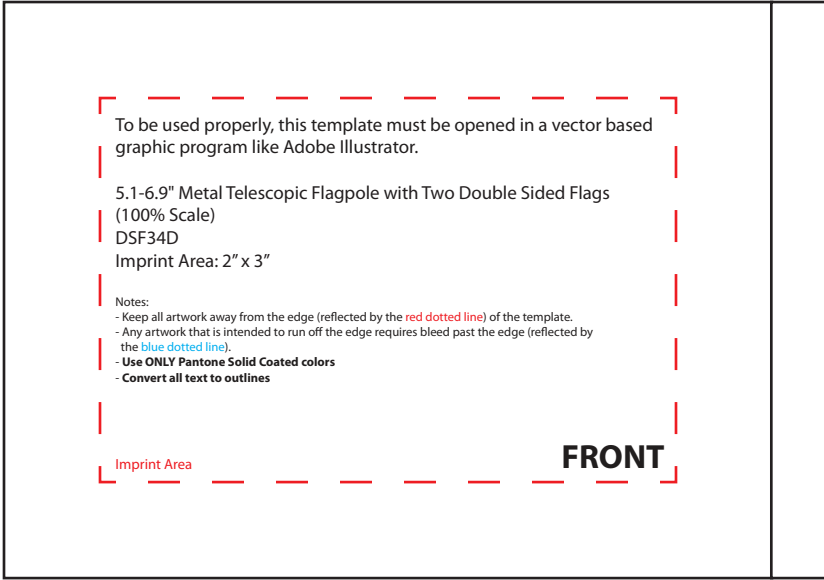 To be used properly, this template must be opened in a vector based
graphic program like Adobe Illustrator.
5.1-6.9" Metal Telescopic Flagpole with Two Double Sided Flags
(100% Scale)
DSF34D
Imprint Area: 2” x 3”
Notes:
- Keep all artwork away from the edge (reflected by the red dotted line) of the template.
- Any artwork that is intended to run off the edge requires bleed past the edge (reflected by
the blue dotted line).
- Use ONLY Pantone Solid Coated colors
- Convert all text to outlines
Imprint Area
FRONT